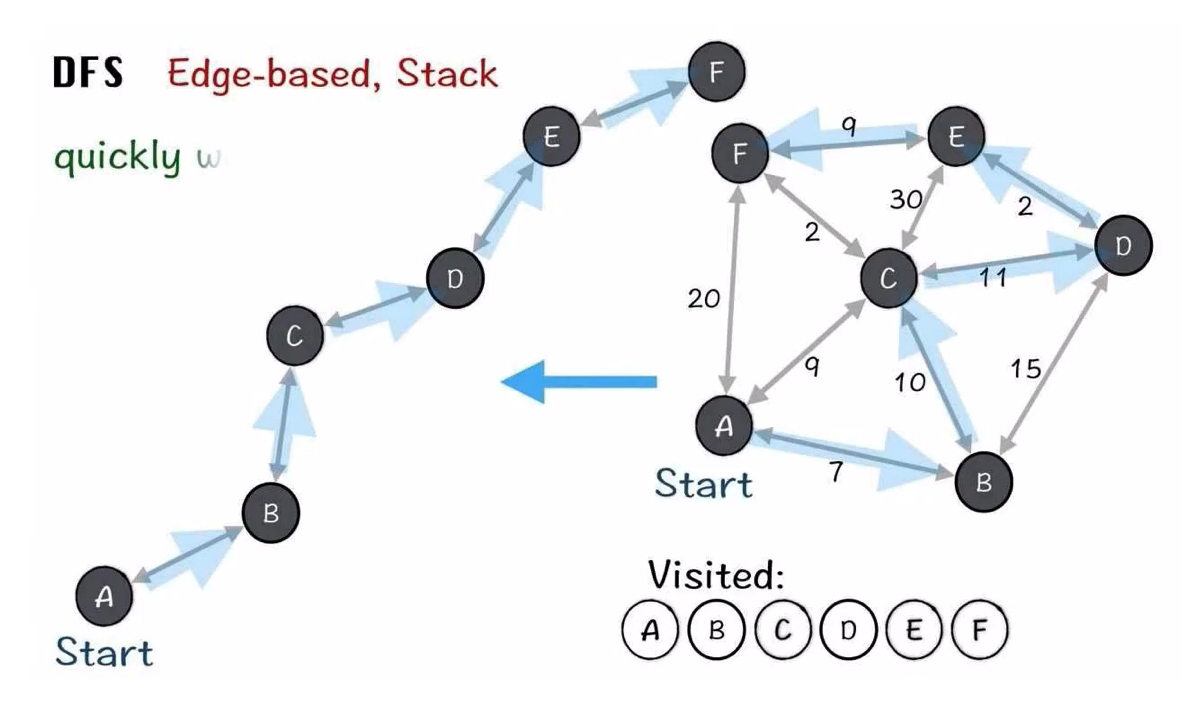 DFS Edge-based, Stack
quickly w
F
E
D
C
B
A
Start
F
9
E
30
2
2
D
C
11
20
9
10
15
A
7
B
Start
Visited:
A B C D E F